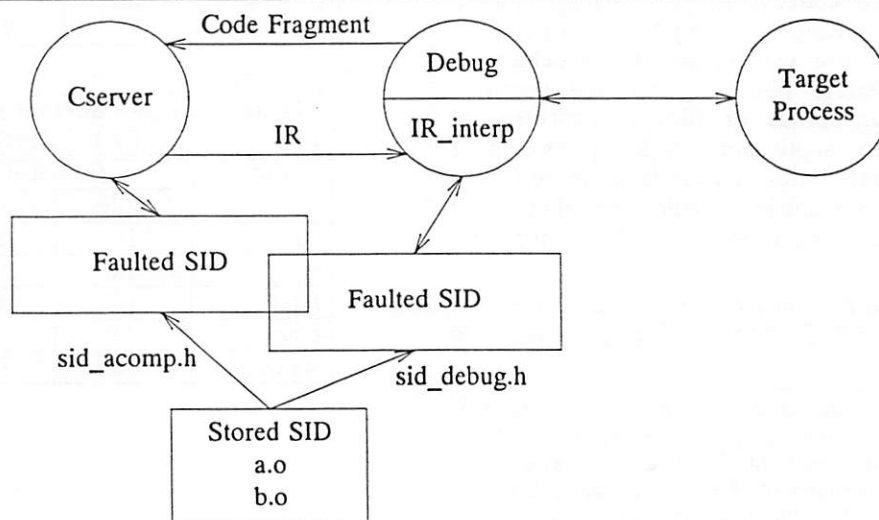 Code Fragment
Cserver
Debug
IR_interp
IR
Target
Process
Faulted SID
Faulted SID
sid_acomp.h
sid_debug.h
Stored SID
a.o
b.o